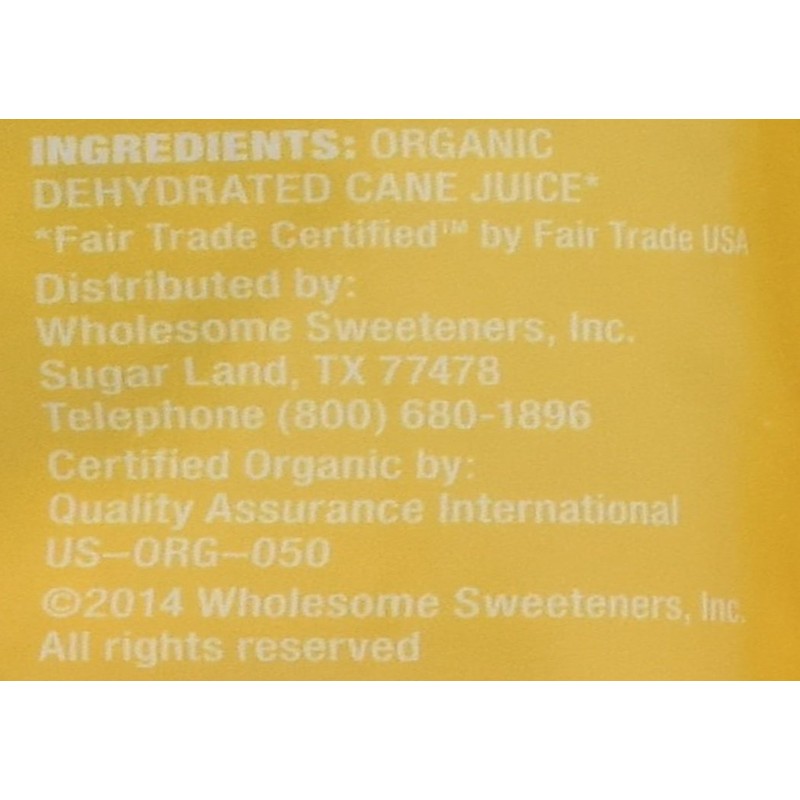 INGREDIENTS: ORGANIC
DEHYDRATED CANE JUICE*
*Fair Trade Certified™ by Fair Trade USA
Distributed by:
Wholesome Sweeteners, Inc.
Sugar Land, TX 77478
Telephone (800) 680-1896
Certified Organic by:
Quality Assurance International
US–ORG–050
©2014 Wholesome Sweeteners, Inc.
All rights reserved